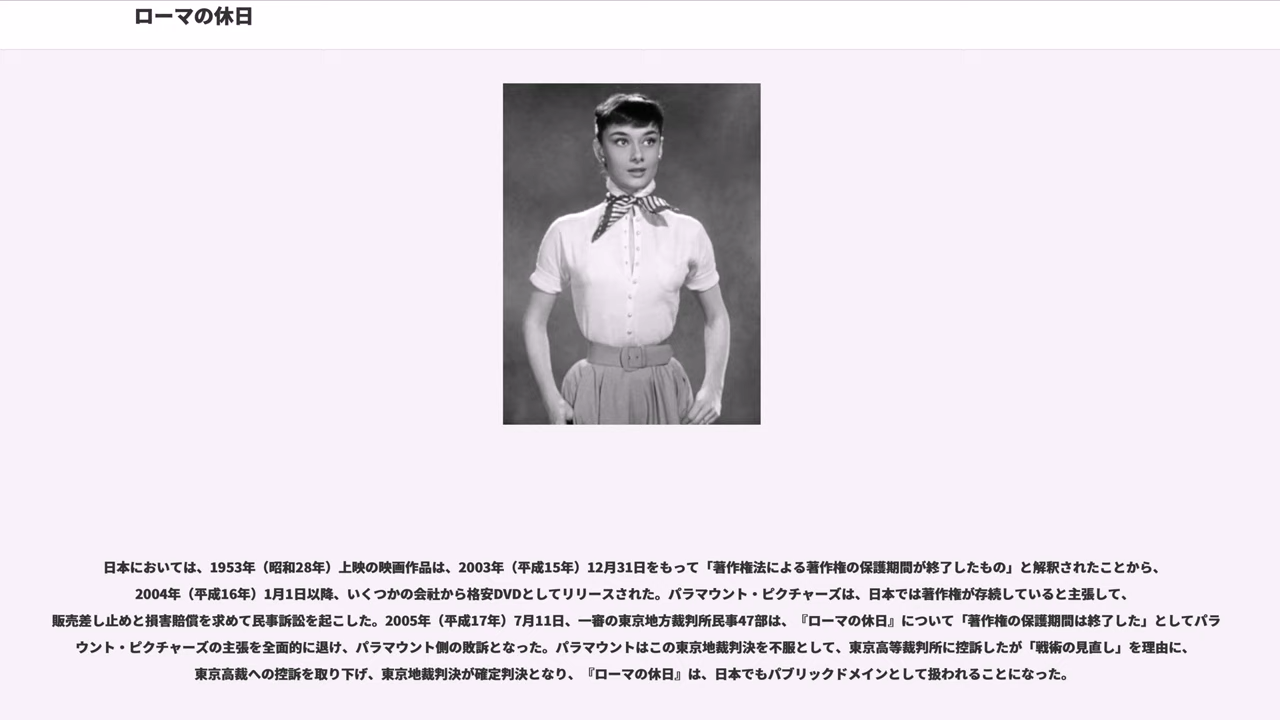 ローマの休日
日本においては、1953年（昭和28年）上映の映画作品は、2003年（平成15年）12月31日をもって「著作権法による著作権の保護期間が終了したもの」と解釈されたことから、
2004年（平成16年）1月1日以降、いくつかの会社から格安DVDとしてリリースされた。パラマウント・ピクチャーズは、日本では著作権が存続していると主張して、
販売差し止めと損害賠償を求めて民事訴訟を起こした。2005年（平成17年）7月11日、一審の東京地方裁判所民事47部は、『ローマの休日』について「著作権の保護期間は終了した」としてパラ
ウント・ピクチャーズの主張を全面的に退け、パラマウント側の敗訴となった。パラマウントはこの東京地裁判決を不服として、東京高等裁判所に控訴したが「戦術の見直し」を理由に、
東京高裁への控訴を取り下げ、東京地裁判決が確定判決となり、『ローマの休日』は、日本でもパブリックドメインとして扱われることになった。